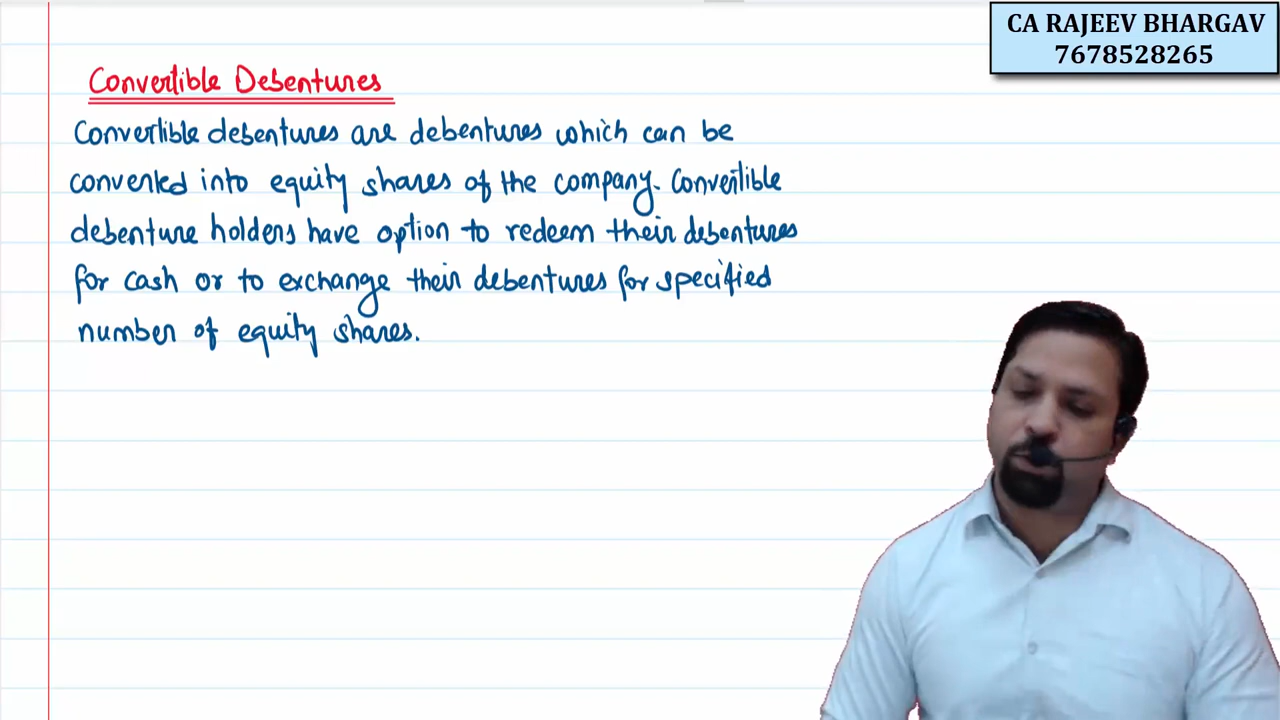 CA RAJEEV BHARGAV
7678528265
Convertible Debentures
Convertible debentures are debentures which can be
converted into equity shares of the company. Convertible
debenture holders have option to redeem their debentures
for cash or to exchange their debentures for specified
number of equity shares.